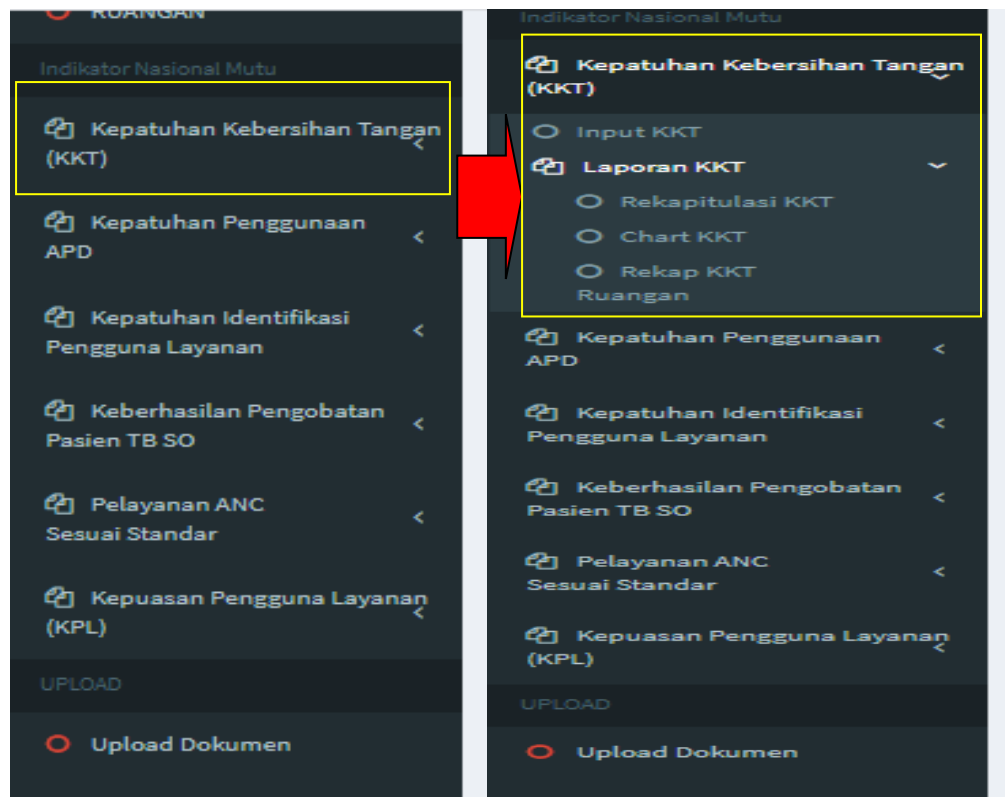 RUANGAN
Indikator Nasional Mutu
Kepatuhan Kebersihan Tangan
(KKT)
Kepatuhan Penggunaan
APD
Kepatuhan Identifikasi
Pengguna Layanan
Keberhasilan Pengobatan
Pasien TB SO
Pelayanan ANC
Sesuai Standar
Kepuasan Pengguna Layanan
(KPL)
UPLOAD
Upload Dokumen
Indikator Nasional Mutu
Kepatuhan Kebersihan Tangan
(KKT)
Input KKT
Laporan KKT
Rekapitulasi KKT
Chart KKT
Rekap KKT
Ruangan
Kepatuhan Penggunaan
APD
Kepatuhan Identifikasi
Pengguna Layanan
Keberhasilan Pengobatan
Pasien TB SO
Pelayanan ANC
Sesuai Standar
Kepuasan Pengguna Layanan
(KPL)
UPLOAD
Upload Dokumen